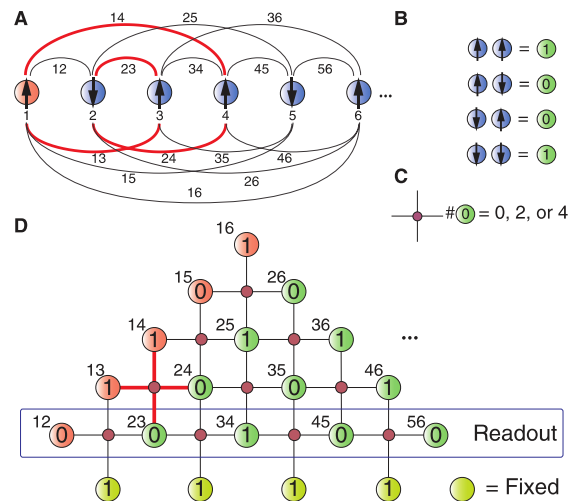 A
14 25 36
12 23 34 45 56
1 2 3 4 5 6 ...
13 24 35 46
15 26
16
B
= 1
= 0
= 0
= 1
C
#0 = 0, 2, or 4
D
16 1
15 0 26 0
14 1 25 1 36 1 ...
13 1 24 0 35 0 46 1
12 0 23 0 34 1 45 0 56 0 Readout
1 1 1 1 = Fixed